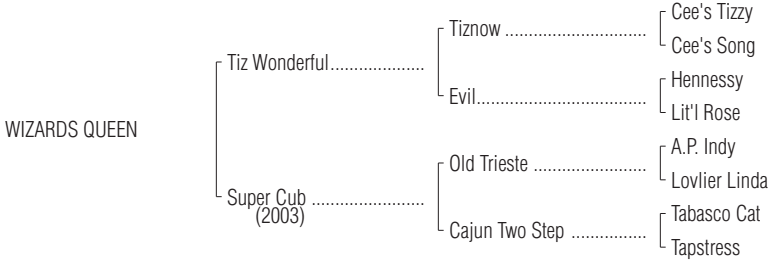 Cee's Tizzy
Tiznow ..................................
Cee's Song
Tiz Wonderful......................
Hennessy
Evil.........................................
Lit'l Rose
WIZARDS QUEEN
A.P. Indy
Old Trieste ...........................
Lovlier Linda
Super Cub ...........................
(2003)
Tabasco Cat
Cajun Two Step ..................
Tapstress